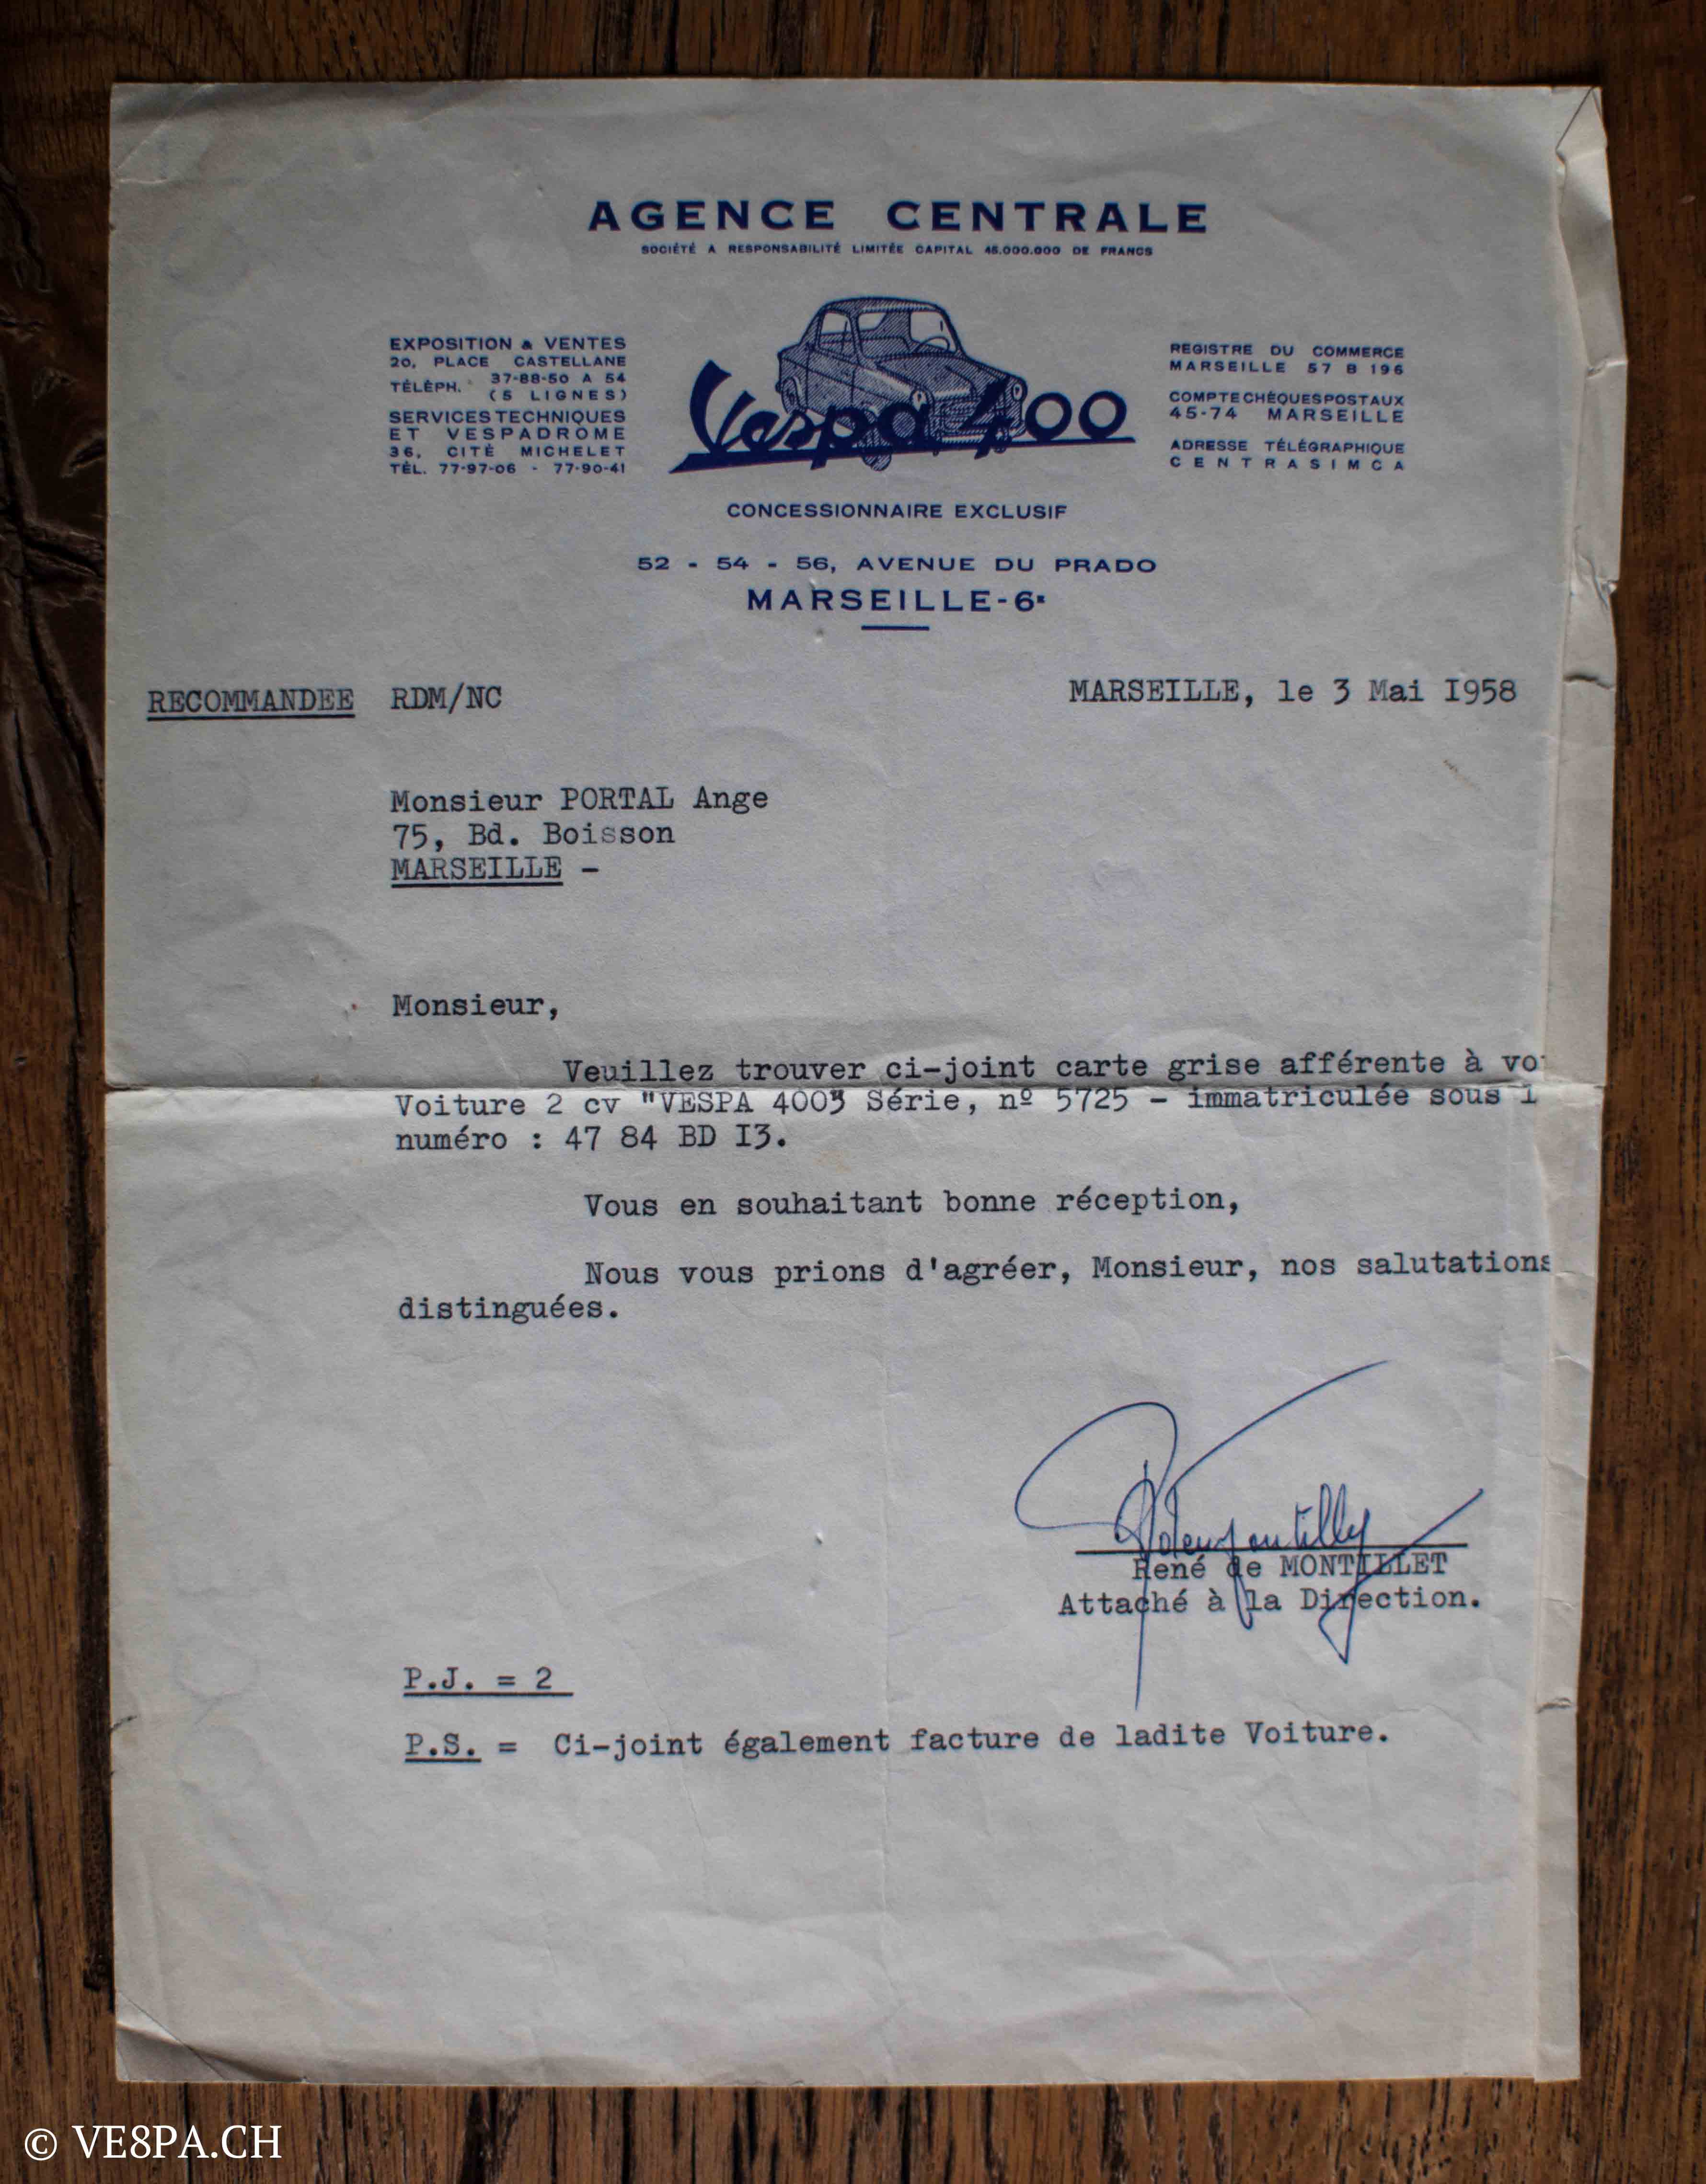 AGENCE CENTRALE
SOCIÉTÉ A RESPONSABILITÉ LIMITÉE CAPITAL 45.000.000 DE FRANCS
EXPOSITION & VENTES
20, PLACE CASTELLANE
TÉLÉPH. 37-88-50 A 54
(5 LIGNES)
SERVICES TECHNIQUES
ET VESPADROME
36, CITÉ MICHELET
TÉL. 77-97-06 - 77-90-41
Vespa 400
REGISTRE DU COMMERCE
MARSEILLE 57 B 196
COMPTE CHÈQUES POSTAUX
45-74 MARSEILLE
ADRESSE TÉLÉGRAPHIQUE
CENTRASIMCA
CONCESSIONNAIRE EXCLUSIF
52 - 54 - 56, AVENUE DU PRADO
MARSEILLE-6E
RECOMMANDEE RDM/NC
MARSEILLE, le 3 Mai I958
Monsieur PORTAL Ange
75, Bd. Boisson
MARSEILLE -
Monsieur,
Veuillez trouver ci-joint carte grise afférente à vo
Voiture 2 cv "VESPA 400" Série, nº 5725 - immatriculée sous l
numéro : 47 84 BD I3.
Vous en souhaitant bonne réception,
Nous vous prions d'agréer, Monsieur, nos salutations
distinguées.
René de MONTILLET
Attaché à la Direction.
P.J. = 2
P.S. = Ci-joint également facture de ladite Voiture.
© VE8PA.CH